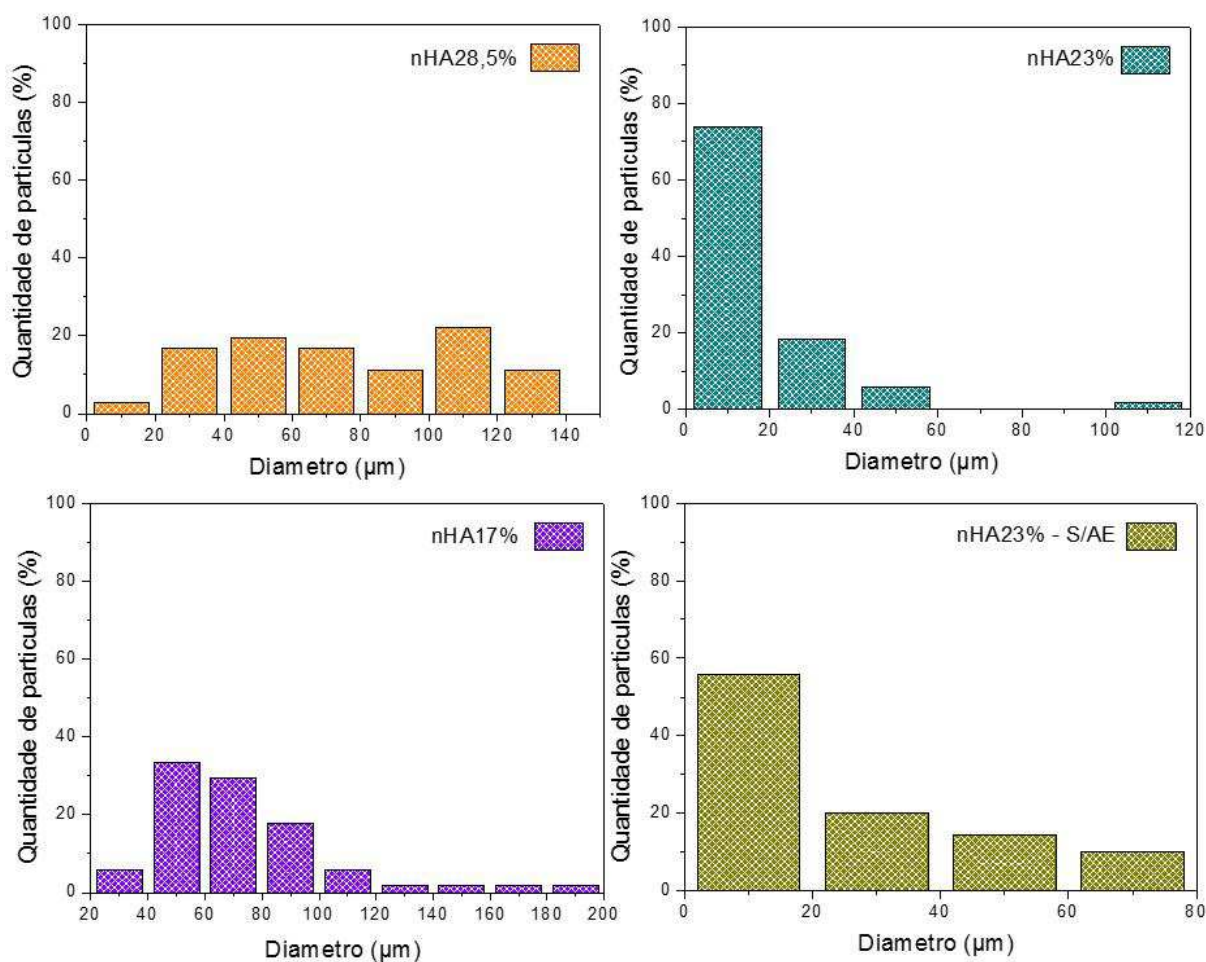 nHA28,5%
Quantidade de particulas (%)
100
80
60
40
20
0
0 20 40 60 80 100 120 140
Diametro (µm)
nHA23%
Quantidade de particulas (%)
100
80
60
40
20
0
0 20 40 60 80 100 120
Diametro (µm)
nHA17%
Quantidade de particulas (%)
100
80
60
40
20
0
20 40 60 80 100 120 140 160 180 200
Diametro (µm)
nHA23% - S/AE
Quantidade de particulas (%)
100
80
60
40
20
0
0 20 40 60 80
Diametro (µm)